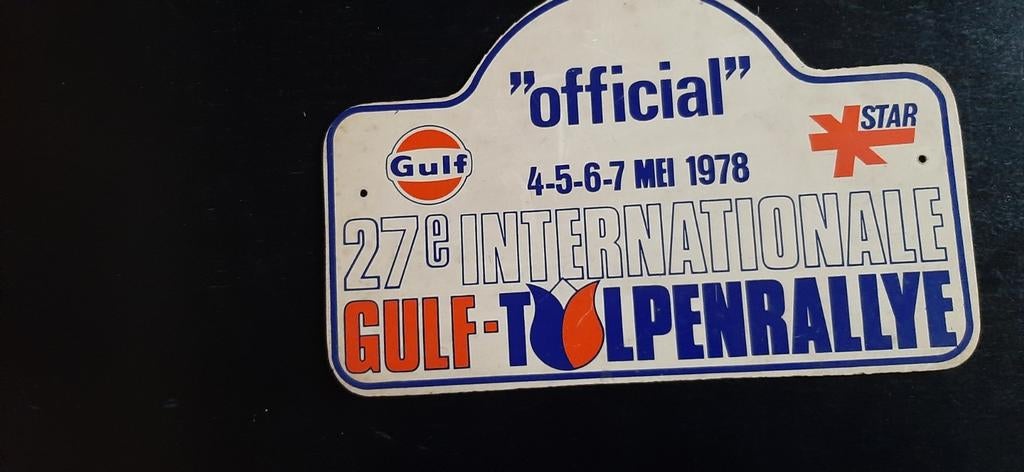 "official"
Gulf
STAR
4-5-6-7 MEI 1978
27e INTERNATIONALE
GULF-TULPENRALLYE